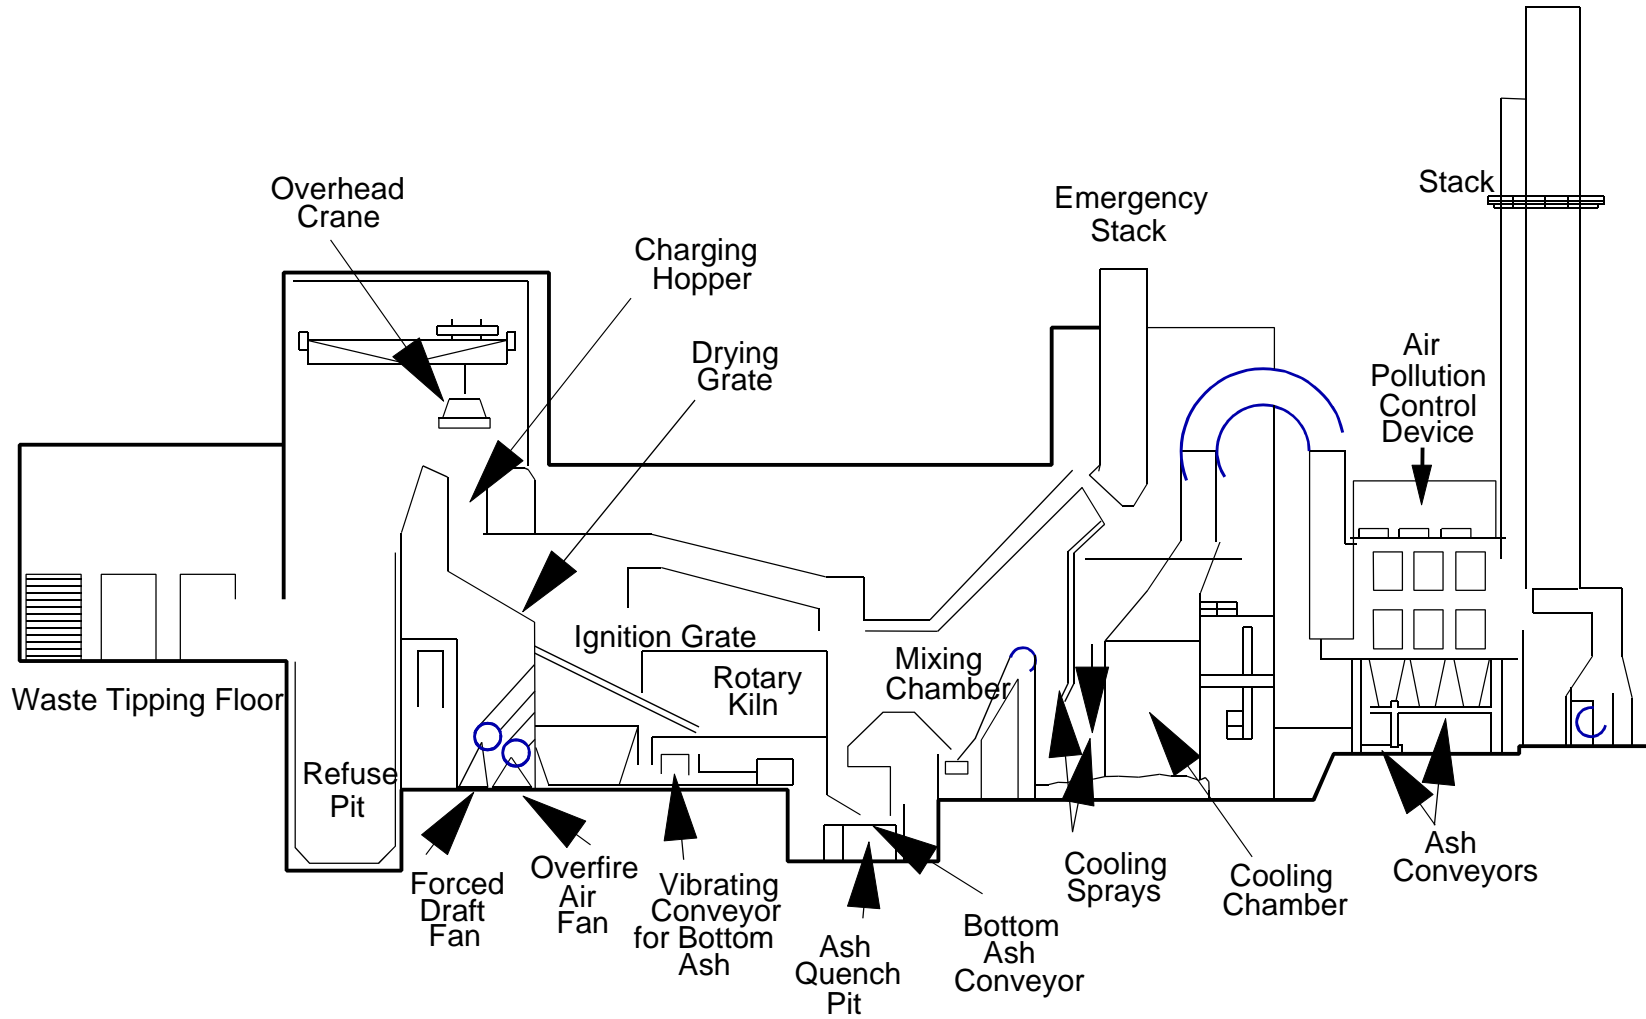 Overhead
Crane
Charging
Hopper
Drying
Grate
Emergency
Stack
Stack
Air
Pollution
Control
Device
Waste Tipping Floor
Refuse
Pit
Ignition Grate
Rotary
Kiln
Mixing
Chamber
Forced
Draft
Fan
Overfire
Air
Fan
Vibrating
Conveyor
for Bottom
Ash
Ash
Quench
Pit
Bottom
Ash
Conveyor
Cooling
Sprays
Cooling
Chamber
Ash
Conveyors